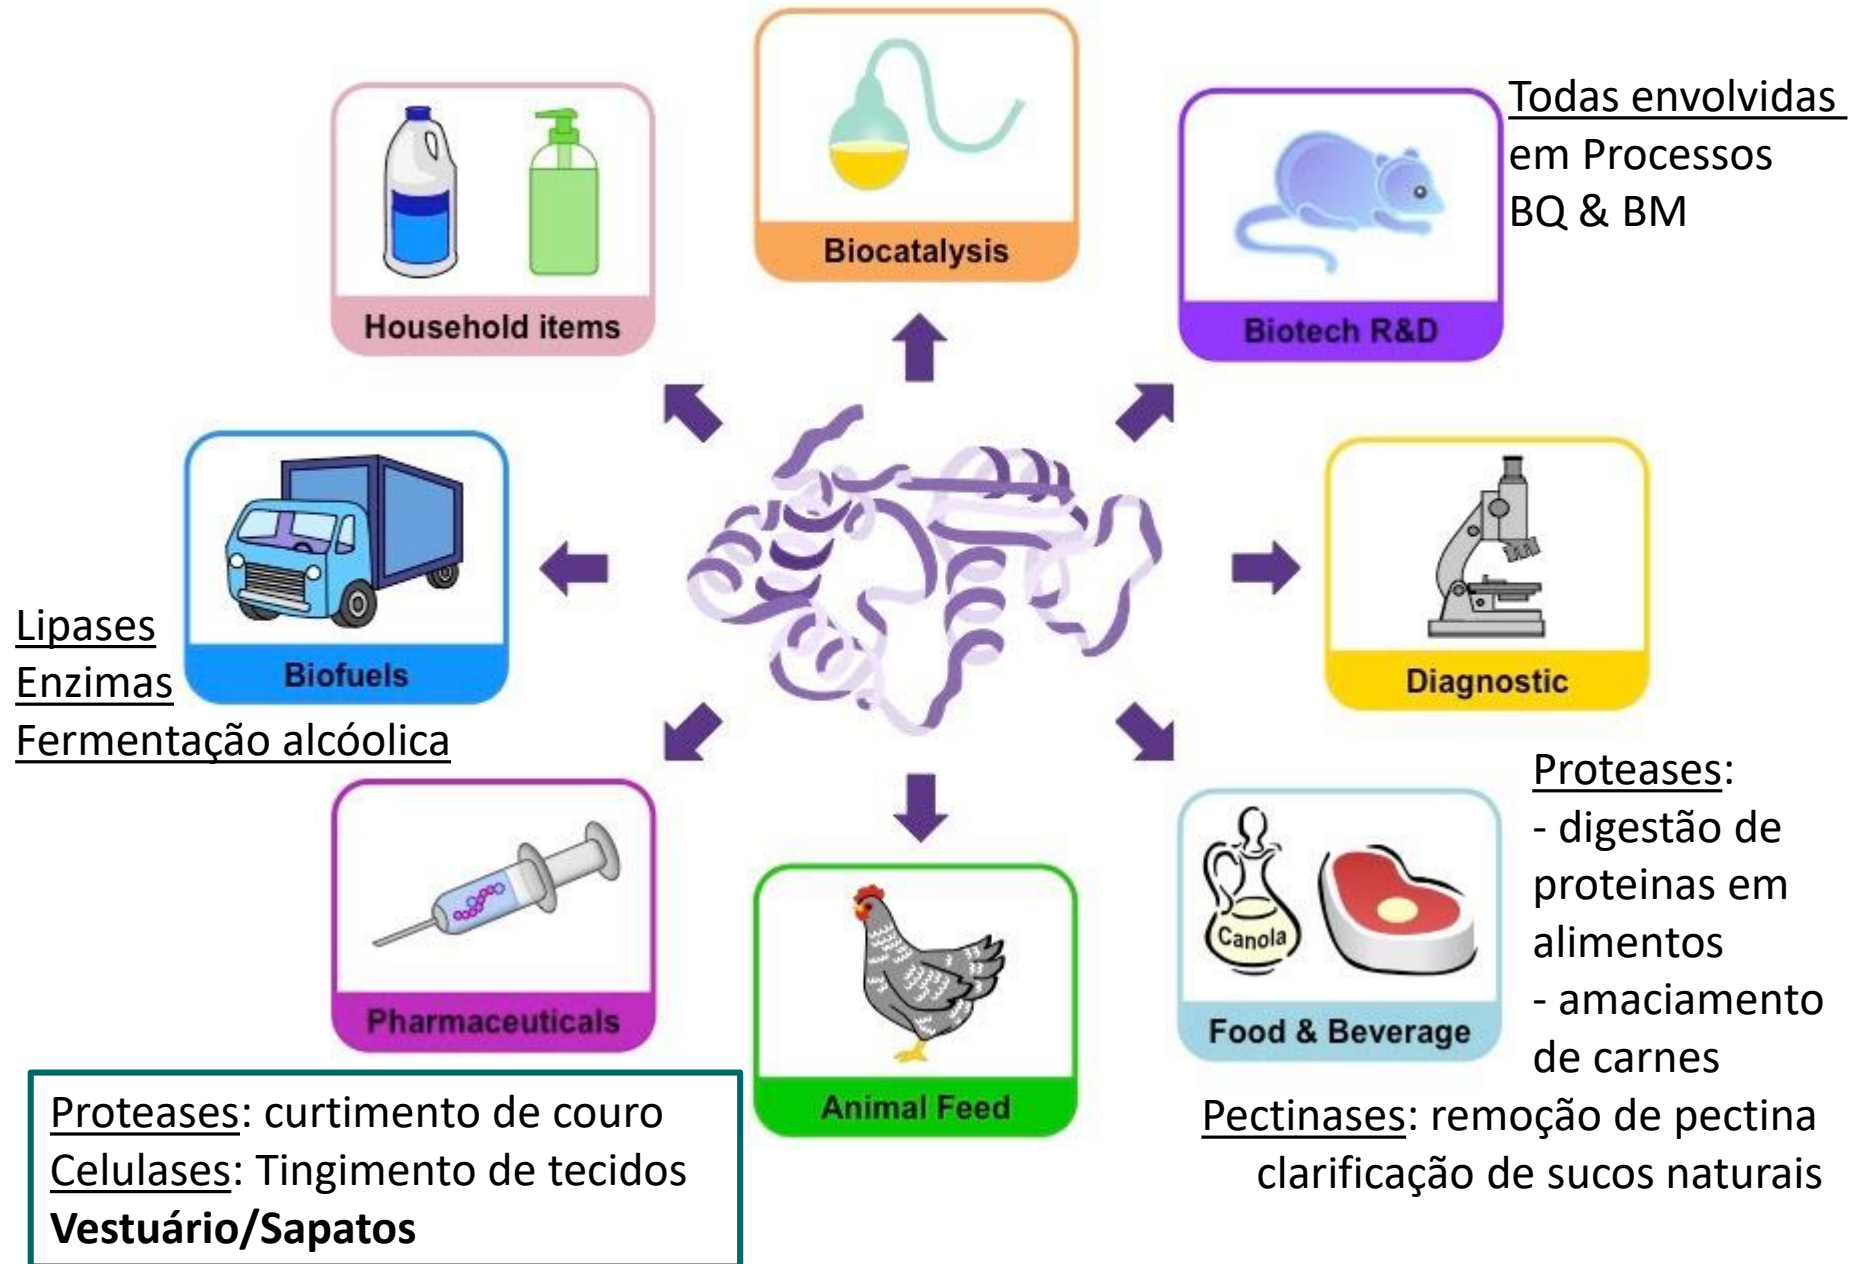 Biocatalysis
Household items
Biotech R&D
Todas envolvidas
em Processos
BQ & BM
Biofuels
Lipases
Enzimas
Fermentação alcóolica
Diagnostic
Pharmaceuticals
Animal Feed
Canola
Food & Beverage
Proteases:
- digestão de
proteinas em
alimentos
- amaciamento
de carnes
Pectinases: remoção de pectina
clarificação de sucos naturais
Proteases: curtimento de couro
Celulases: Tingimento de tecidos
Vestuário/Sapatos